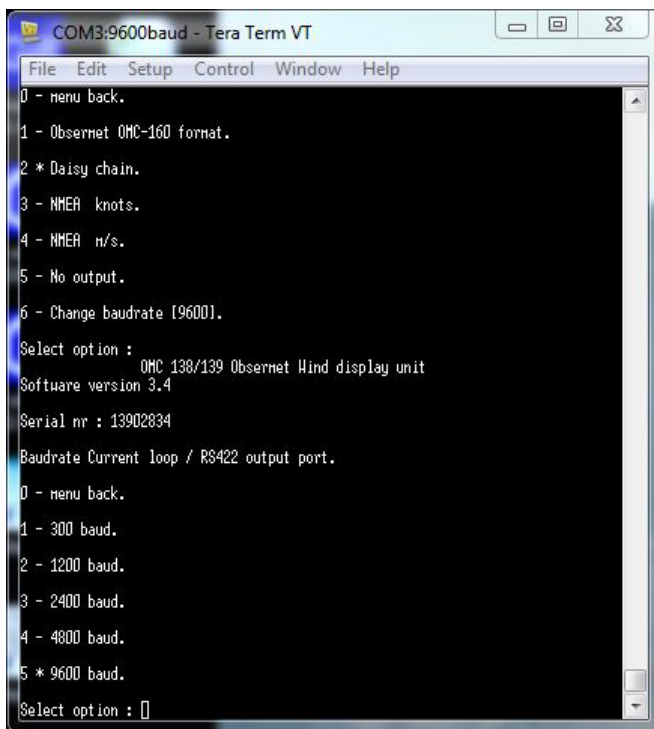 COM3:9600baud - Tera Term VT
File Edit Setup Control Window Help
0 - menu back.
1 - Obsermet OMC-160 format.
2 * Daisy chain.
3 - NMEA knots.
4 - NMEA m/s.
5 - No output.
6 - Change baudrate [9600].
Select option :
OMC 138/139 Obsermet Wind display unit
Software version 3.4
Serial nr : 13902834
Baudrate Current loop / RS422 output port.
0 - menu back.
1 - 300 baud.
2 - 1200 baud.
3 - 2400 baud.
4 - 4800 baud.
5 * 9600 baud.
Select option :